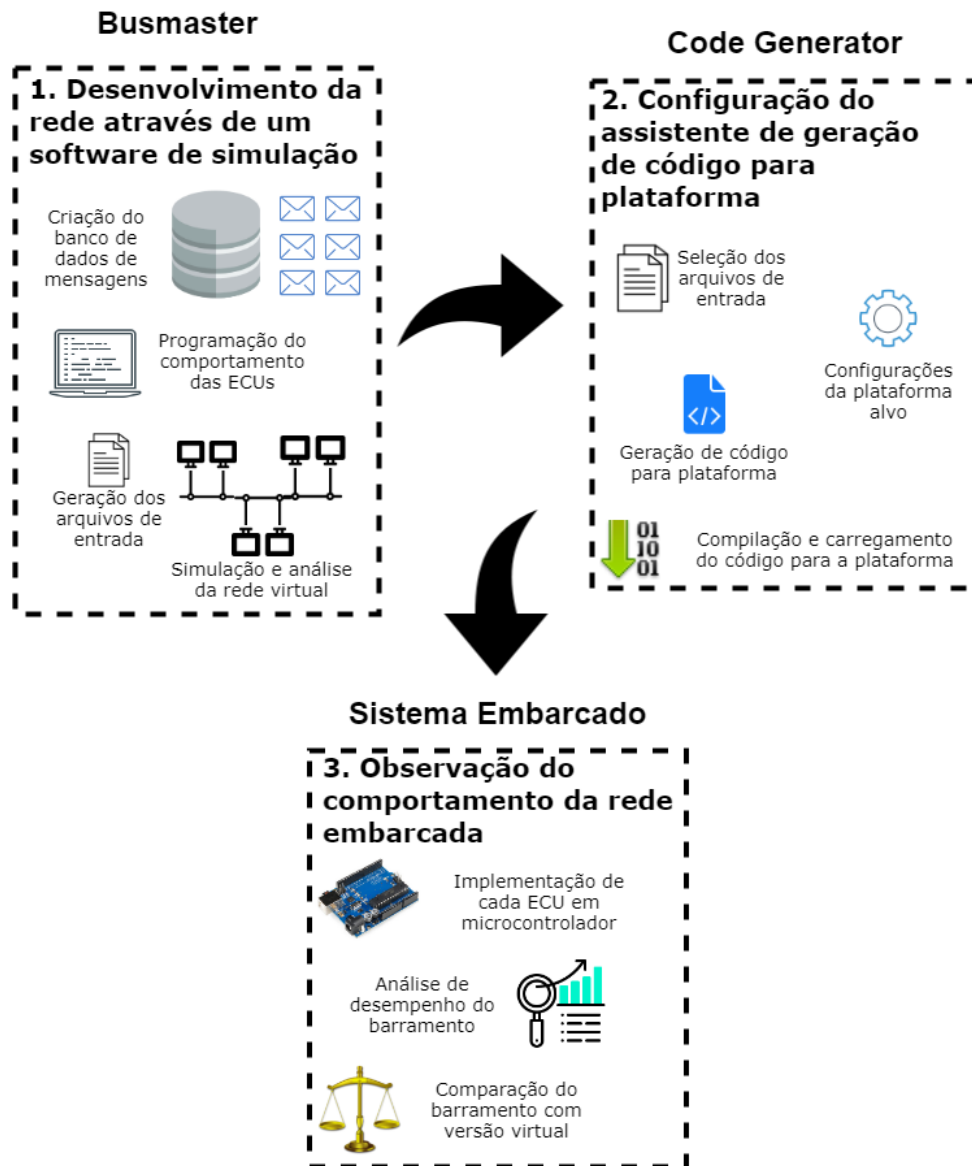 Busmaster
1. Desenvolvimento da
rede através de um
software de simulação
Criação do
banco de
dados de
mensagens
Programação do
comportamento
das ECUs
Geração dos
arquivos de
entrada
Simulação e análise
da rede virtual
Code Generator
2. Configuração do
assistente de geração
de código para
plataforma
Seleção dos
arquivos de
entrada
Configurações
da plataforma
alvo
</>
Geração de código
para plataforma
01
10
01
Compilação e carregamento
do código para a plataforma
Sistema Embarcado
3. Observação do
comportamento da rede
embarcada
Implementação de
cada ECU em
microcontrolador
Análise de
desempenho do
barramento
Comparação do
barramento com
versão virtual